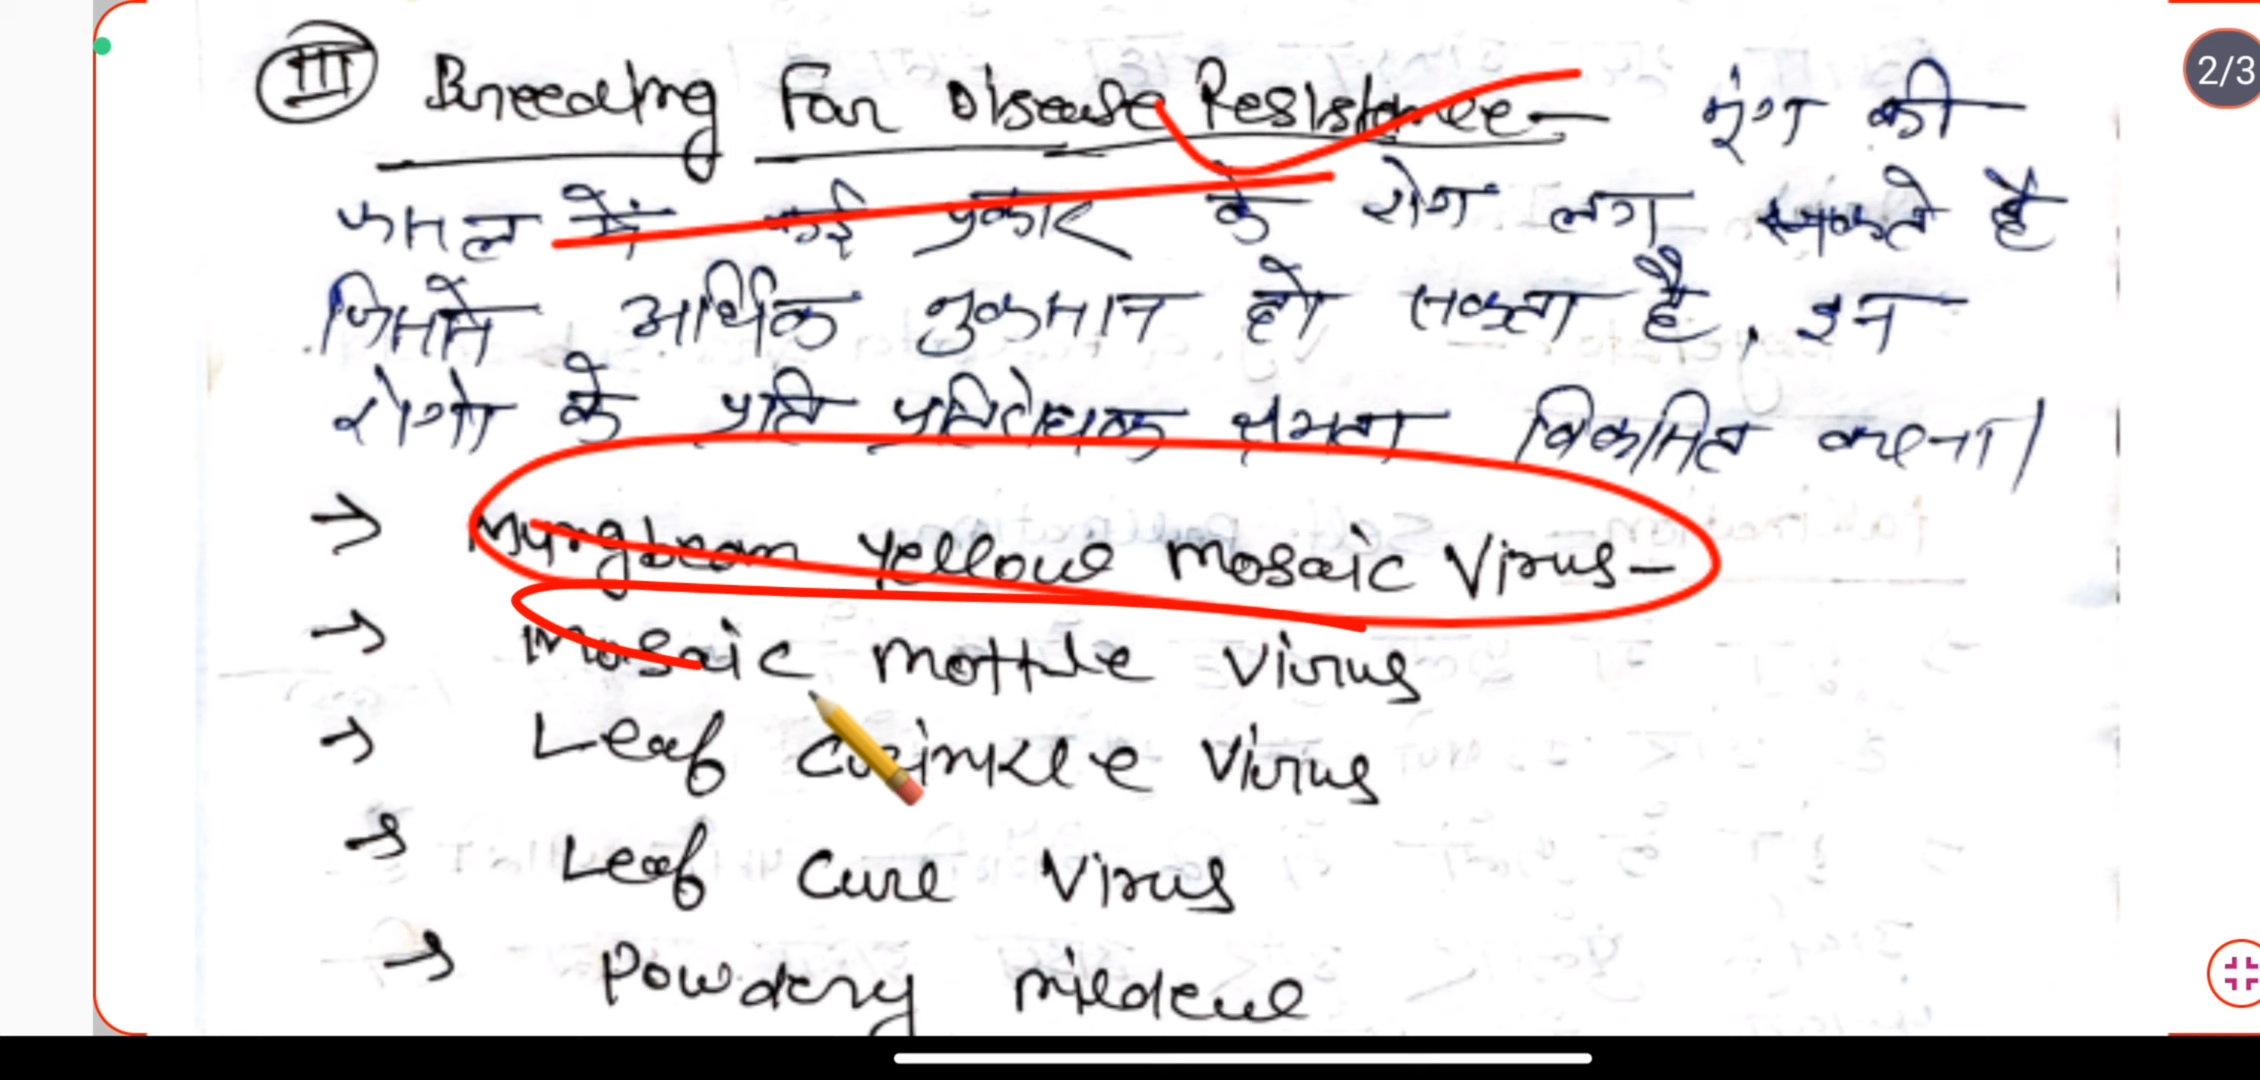 III Breeding For Disease Resistance - मूंग की
2/3
फसल में कई प्रकार के रोग लग सकते है
जिससे आर्थिक नुकसान हो सकता है, इन
रोगो के प्रति प्रतिरोधक क्षमता विकसित करना।
→ Mungbean Yellow Mosaic Virus -
→ Mosaic Mottle Virus
→ Leaf Crinkle Virus
→ Leaf Curl Virus
→ Powdery mildew